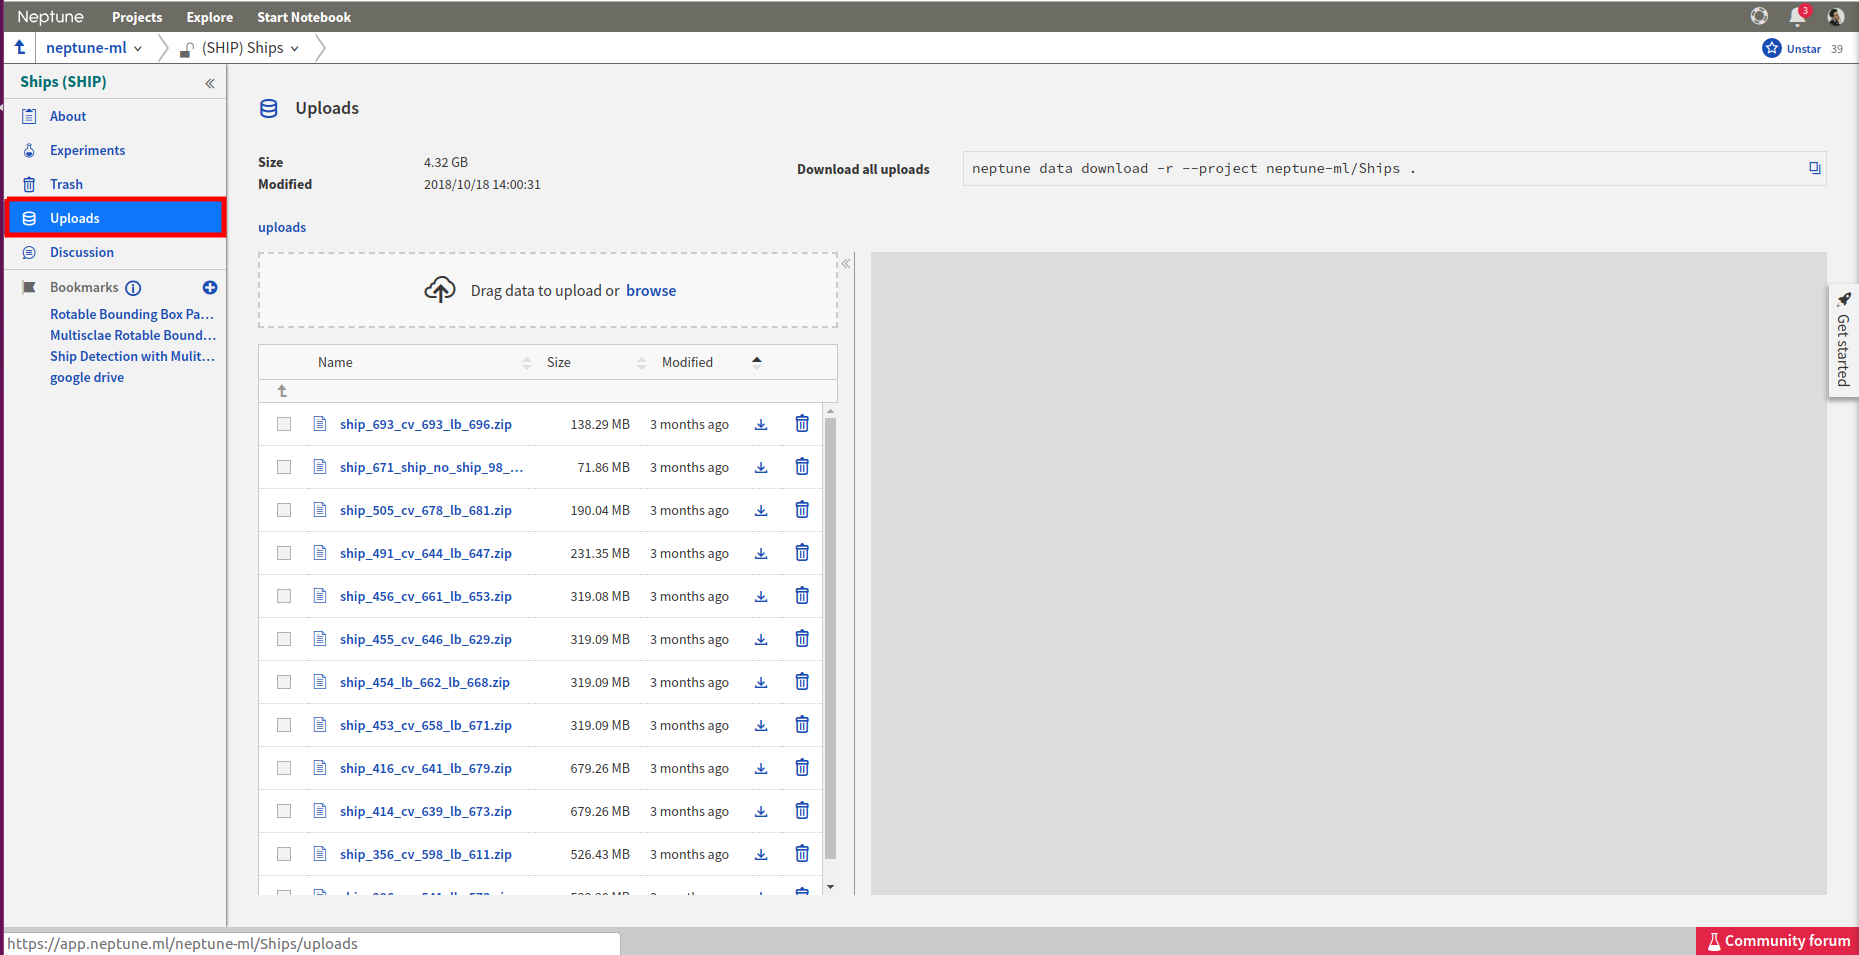 Neptune Projects Explore Start Notebook 3
neptune-ml (SHIP) Ships Unstar 39
Ships (SHIP)
About
Experiments
Trash
Uploads
Discussion
Bookmarks
Rotable Bounding Box Pa...
Multisclae Rotable Bound...
Ship Detection with Mulit...
google drive
Uploads
Size 4.32 GB
Modified 2018/10/18 14:00:31
Download all uploads neptune data download -r --project neptune-ml/Ships .
uploads
Drag data to upload or browse
Name Size Modified
ship_693_cv_693_lb_696.zip 138.29 MB 3 months ago
ship_671_ship_no_ship_98_... 71.86 MB 3 months ago
ship_505_cv_678_lb_681.zip 190.04 MB 3 months ago
ship_491_cv_644_lb_647.zip 231.35 MB 3 months ago
ship_456_cv_661_lb_653.zip 319.08 MB 3 months ago
ship_455_cv_646_lb_629.zip 319.09 MB 3 months ago
ship_454_lb_662_lb_668.zip 319.09 MB 3 months ago
ship_453_cv_658_lb_671.zip 319.09 MB 3 months ago
ship_416_cv_641_lb_679.zip 679.26 MB 3 months ago
ship_414_cv_639_lb_673.zip 679.26 MB 3 months ago
ship_356_cv_598_lb_611.zip 526.43 MB 3 months ago
Get started
https://app.neptune.ml/neptune-ml/Ships/uploads
Community forum